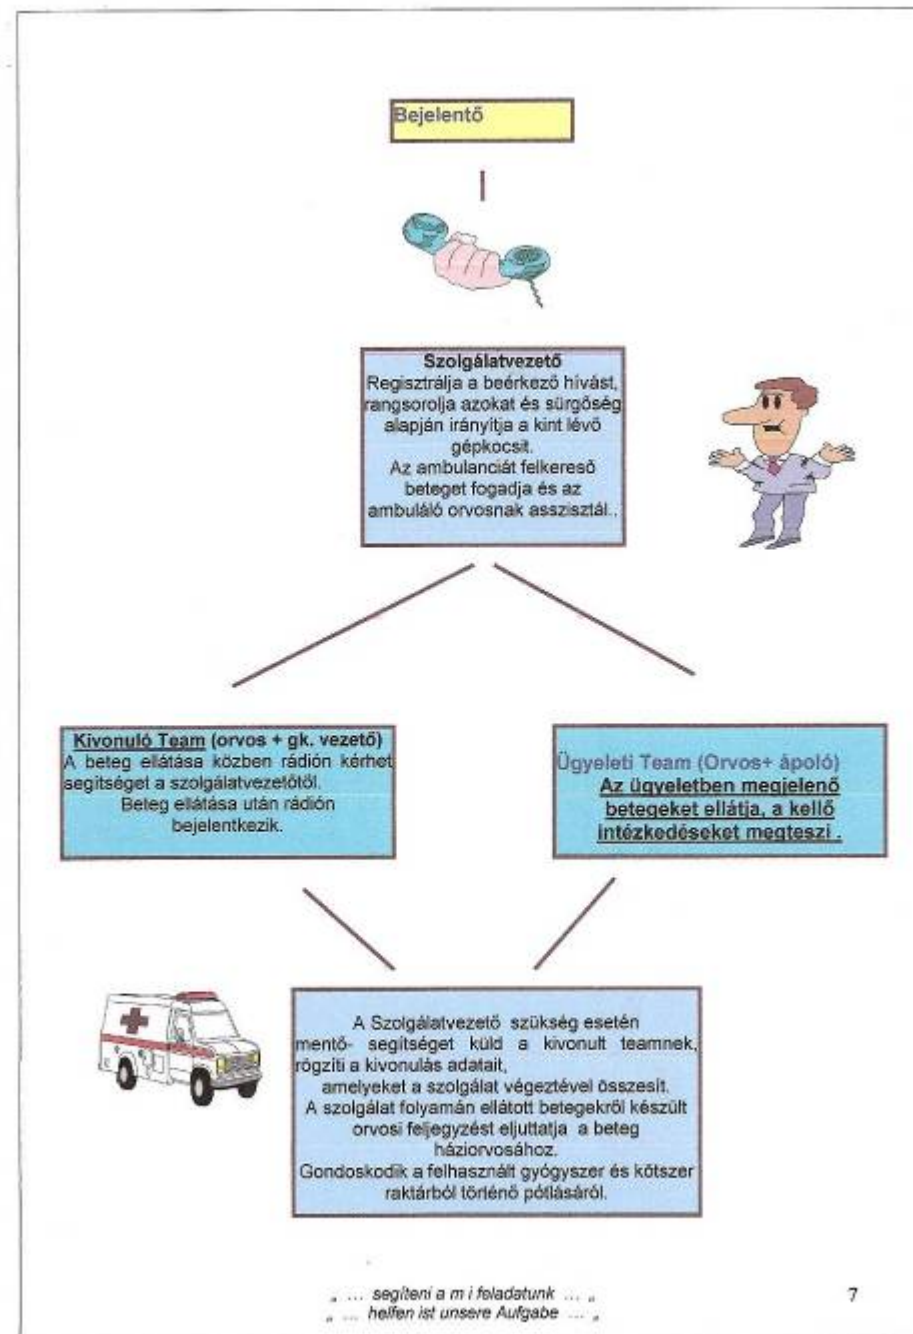 Bejelentő
Szolgálatvezető
Regisztrálja a beérkező hívást,
rangsorolja azokat és sürgőség
alapján irányítja a kint lévő
gépkocsit.
Az ambulanciát felkereső
beteget fogadja és az
ambuláló orvosnak asszisztál..
Kivonuló Team (orvos + gk. vezető)
A beteg ellátása közben rádión kérhet
segítséget a szolgálatvezetőtől.
Beteg ellátása után rádión
bejelentkezik.
Ügyeleti Team (Orvos+ ápoló)
Az ügyeletben megjelenő
betegeket ellátja, a kellő
intézkedéseket megteszi .
A Szolgálatvezető szükség esetén
mentő- segítséget küld a kivonult teamnek,
rögzíti a kivonulás adatait,
amelyeket a szolgálat végeztével összesít.
A szolgálat folyamán ellátott betegekről készült
orvosi feljegyzést eljuttatja a beteg
háziorvosához.
Gondoskodik a felhasznált gyógyszer és kötszer
raktárból történő pótlásáról.
„ ... segíteni a m i feladatunk ... „
„ ... helfen ist unsere Aufgabe ... „
7